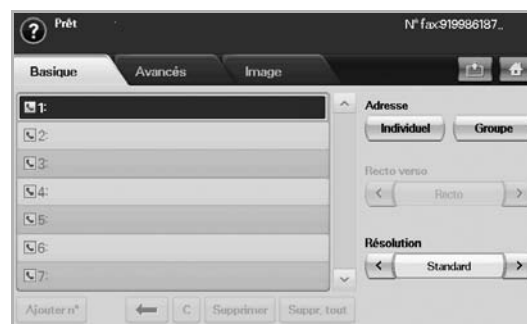 Prêt
N° fax:919986187..
Basique
Avancés
Image
1:
2:
3:
4:
5:
6:
7:
Adresse
Individuel
Groupe
Recto verso
Recto
Résolution
Standard
Ajouter n°
C
Supprimer
Suppr. tout